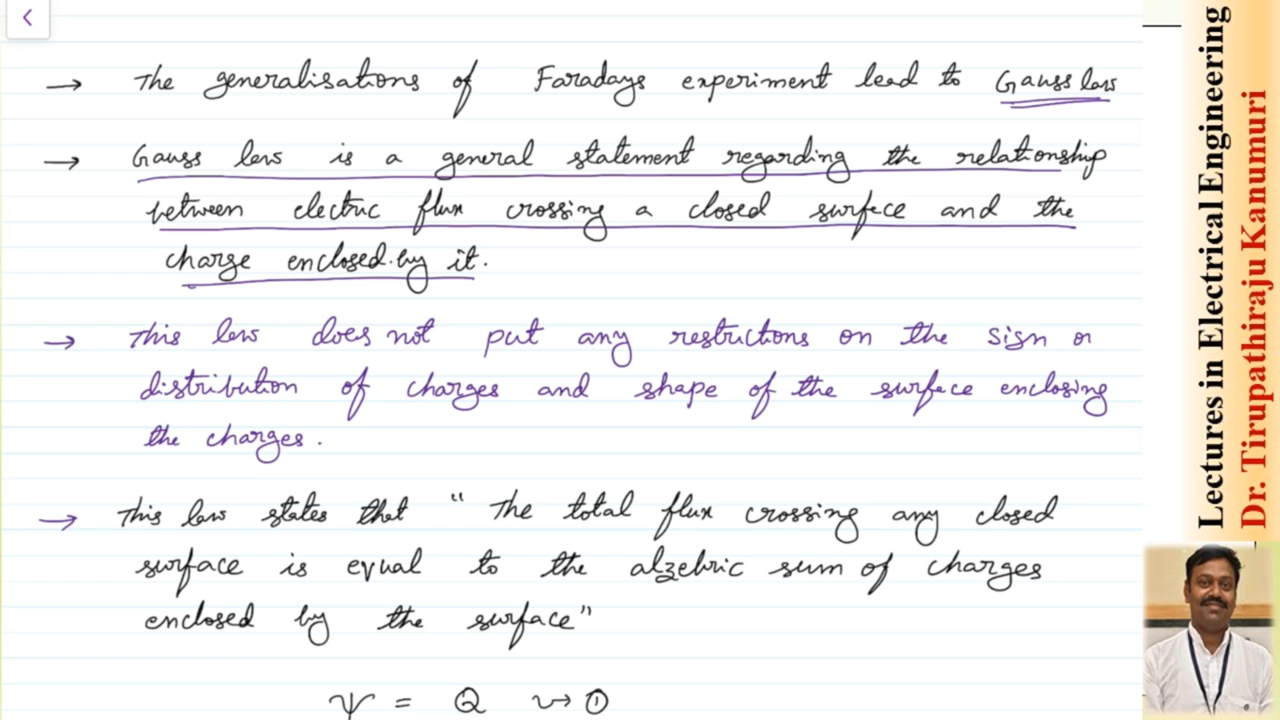 → The generalisations of Faradays experiment lead to Gauss law
→ Gauss law is a general statement regarding the relationship
between electric flux crossing a closed surface and the
charge enclosed by it.
→ This law does not put any restrictions on the sign or
distribution of charges and shape of the surface enclosing
the charges.
→ This law states that " The total flux crossing any closed
surface is equal to the alzebric sum of charges
enclosed by the surface"
Ψ = Q ↝ ①
Lectures in Electrical Engineering
Dr. Tirupathiraju Kanumuri